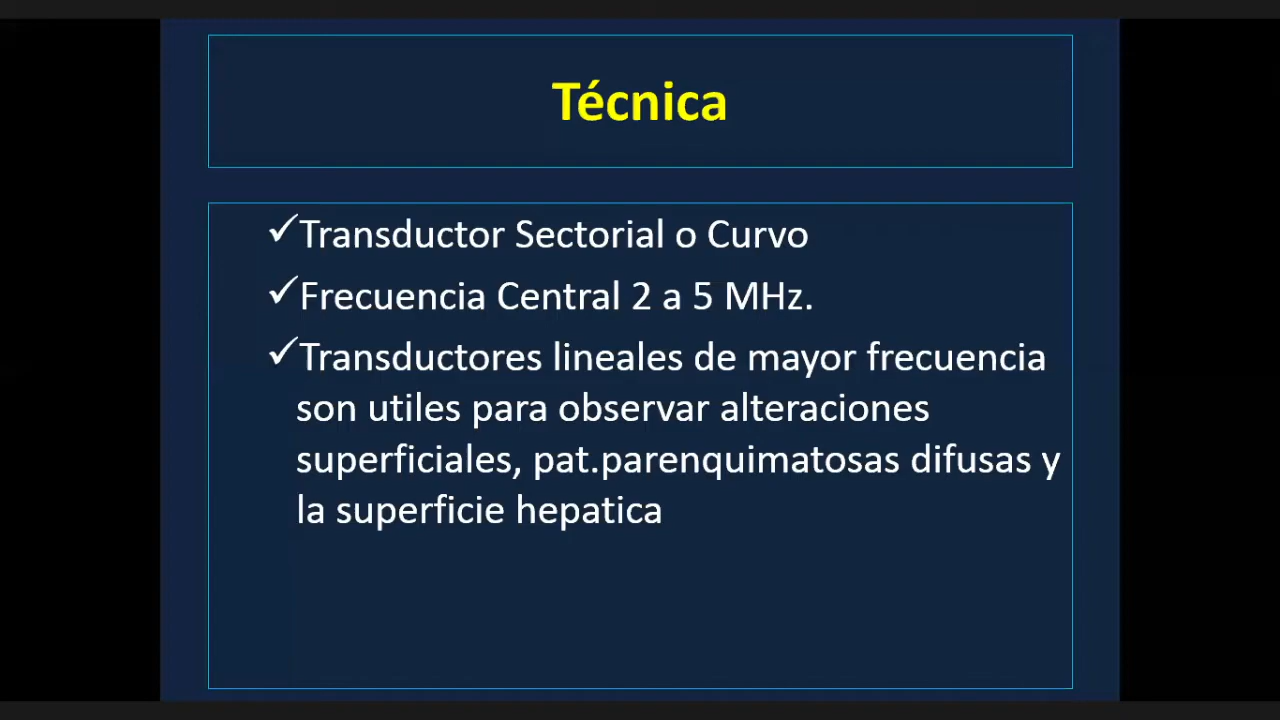 Técnica
✓Transductor Sectorial o Curvo
✓Frecuencia Central 2 a 5 MHz.
✓Transductores lineales de mayor frecuencia
son utiles para observar alteraciones
superficiales, pat.parenquimatosas difusas y
la superficie hepatica